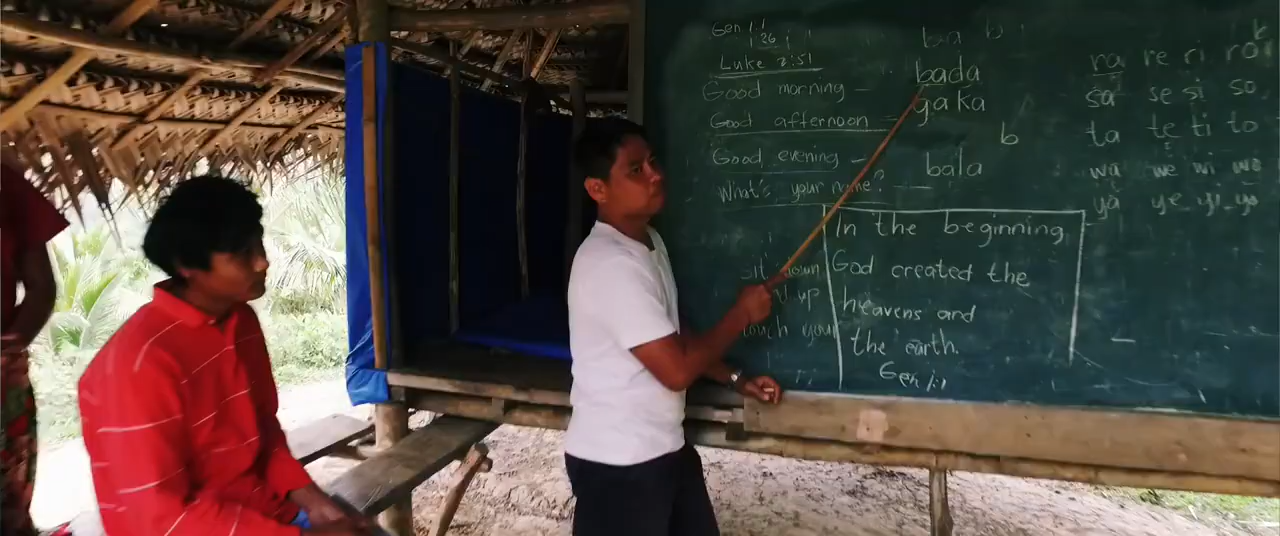 Gen 1:1
1:26
Luke 2:51
Good morning –
Good afternoon –
Good evening –
What's your name? —
sit down
up
touch your
ba b
bada
gaka
b
bala
In the beginning
God created the
heavens and
the earth.
Gen 1:1
k
ra re ri ro
sa se si so
ta te ti to
wa we wi wo
ya ye yi yo